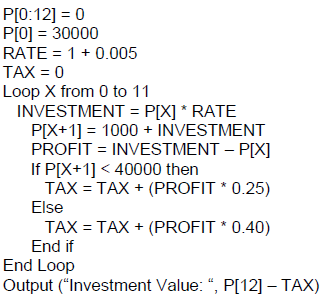 P[0:12] = 0
P[0] = 30000
RATE = 1 + 0.005
TAX = 0
Loop X from 0 to 11
INVESTMENT = P[X] * RATE
P[X+1] = 1000 + INVESTMENT
PROFIT = INVESTMENT – P[X]
If P[X+1] < 40000 then
TAX = TAX + (PROFIT * 0.25)
Else
TAX = TAX + (PROFIT * 0.40)
End if
End Loop
Output (“Investment Value: “, P[12] – TAX)